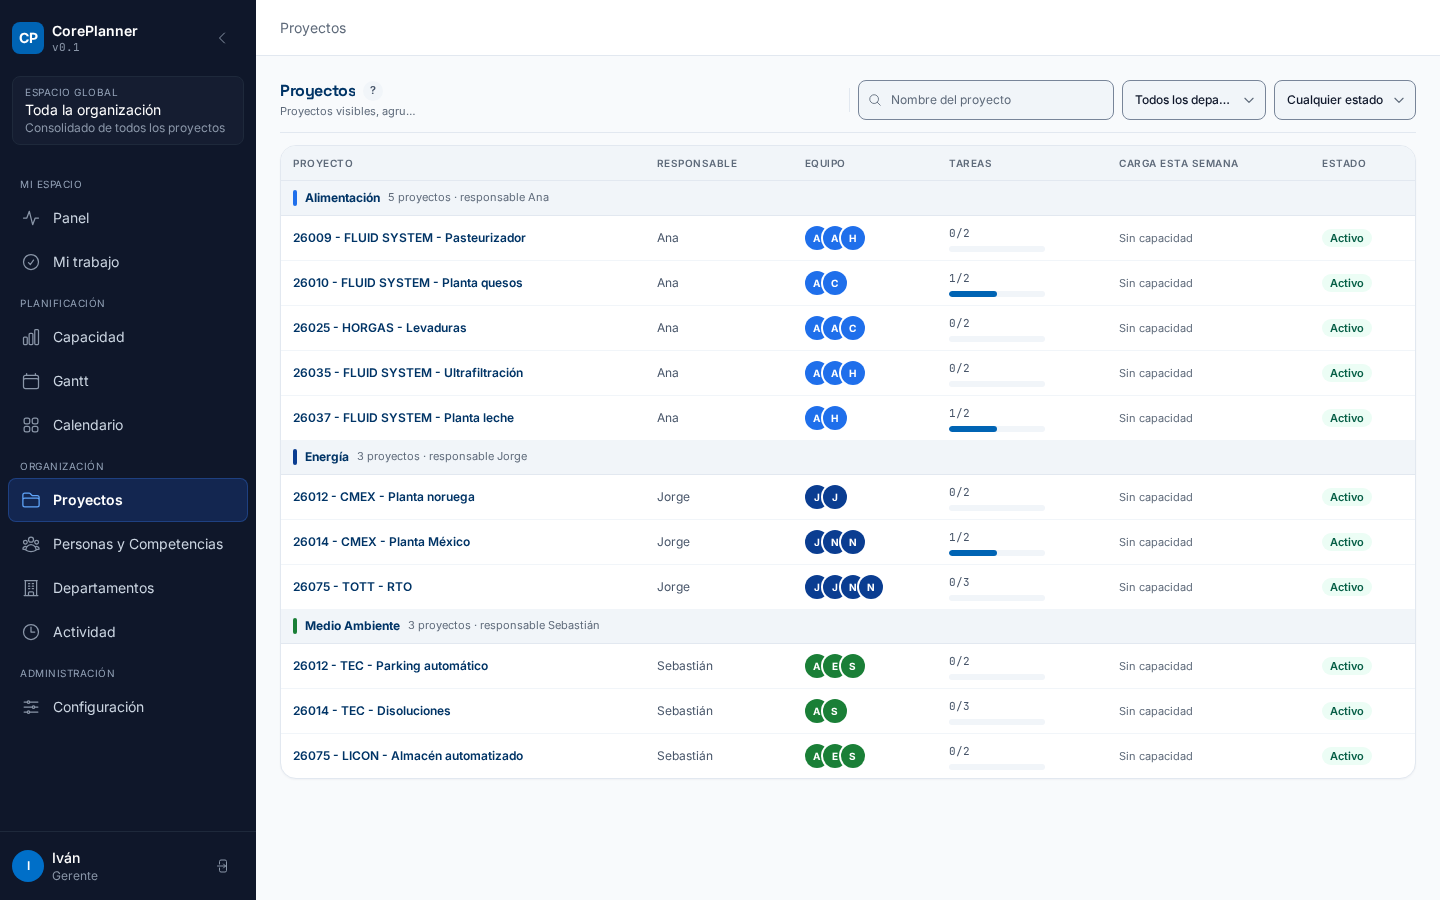 CP CorePlanner
v0.1
ESPACIO GLOBAL
Toda la organización
Consolidado de todos los proyectos
MI ESPACIO
Panel
Mi trabajo
PLANIFICACIÓN
Capacidad
Gantt
Calendario
ORGANIZACIÓN
Proyectos
Personas y Competencias
Departamentos
Actividad
ADMINISTRACIÓN
Configuración
I Iván
Gerente
Proyectos
Proyectos ?
Proyectos visibles, agru...
Nombre del proyecto
Todos los depa...
Cualquier estado
PROYECTO RESPONSABLE EQUIPO TAREAS CARGA ESTA SEMANA ESTADO
Alimentación 5 proyectos · responsable Ana
26009 - FLUID SYSTEM - Pasteurizador Ana A A H 0/2 Sin capacidad Activo
26010 - FLUID SYSTEM - Planta quesos Ana A C 1/2 Sin capacidad Activo
26025 - HORGAS - Levaduras Ana A A C 0/2 Sin capacidad Activo
26035 - FLUID SYSTEM - Ultrafiltración Ana A A H 0/2 Sin capacidad Activo
26037 - FLUID SYSTEM - Planta leche Ana A H 1/2 Sin capacidad Activo
Energía 3 proyectos · responsable Jorge
26012 - CMEX - Planta noruega Jorge J J 0/2 Sin capacidad Activo
26014 - CMEX - Planta México Jorge J N N 1/2 Sin capacidad Activo
26075 - TOTT - RTO Jorge J J N N 0/3 Sin capacidad Activo
Medio Ambiente 3 proyectos · responsable Sebastián
26012 - TEC - Parking automático Sebastián A E S 0/2 Sin capacidad Activo
26014 - TEC - Disoluciones Sebastián A S 0/3 Sin capacidad Activo
26075 - LICON - Almacén automatizado Sebastián A E S 0/2 Sin capacidad Activo